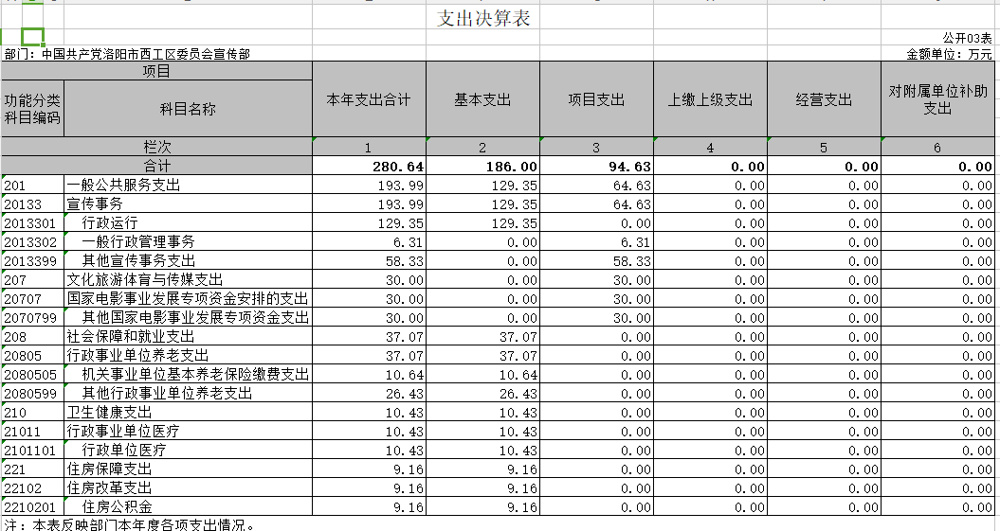 支出决算表
公开03表
部门：中国共产党洛阳市西工区委员会宣传部 金额单位：万元
项目
功能分类科目编码 科目名称 本年支出合计 基本支出 项目支出 上缴上级支出 经营支出 对附属单位补助支出
栏次 1 2 3 4 5 6
合计 280.64 186.00 94.63 0.00 0.00 0.00
201 一般公共服务支出 193.99 129.35 64.63 0.00 0.00 0.00
20133 宣传事务 193.99 129.35 64.63 0.00 0.00 0.00
2013301 行政运行 129.35 129.35 0.00 0.00 0.00 0.00
2013302 一般行政管理事务 6.31 0.00 6.31 0.00 0.00 0.00
2013399 其他宣传事务支出 58.33 0.00 58.33 0.00 0.00 0.00
207 文化旅游体育与传媒支出 30.00 0.00 30.00 0.00 0.00 0.00
20707 国家电影事业发展专项资金安排的支出 30.00 0.00 30.00 0.00 0.00 0.00
2070799 其他国家电影事业发展专项资金支出 30.00 0.00 30.00 0.00 0.00 0.00
208 社会保障和就业支出 37.07 37.07 0.00 0.00 0.00 0.00
20805 行政事业单位养老支出 37.07 37.07 0.00 0.00 0.00 0.00
2080505 机关事业单位基本养老保险缴费支出 10.64 10.64 0.00 0.00 0.00 0.00
2080599 其他行政事业单位养老支出 26.43 26.43 0.00 0.00 0.00 0.00
210 卫生健康支出 10.43 10.43 0.00 0.00 0.00 0.00
21011 行政事业单位医疗 10.43 10.43 0.00 0.00 0.00 0.00
2101101 行政单位医疗 10.43 10.43 0.00 0.00 0.00 0.00
221 住房保障支出 9.16 9.16 0.00 0.00 0.00 0.00
22102 住房改革支出 9.16 9.16 0.00 0.00 0.00 0.00
2210201 住房公积金 9.16 9.16 0.00 0.00 0.00 0.00
注：本表反映部门本年度各项支出情况。